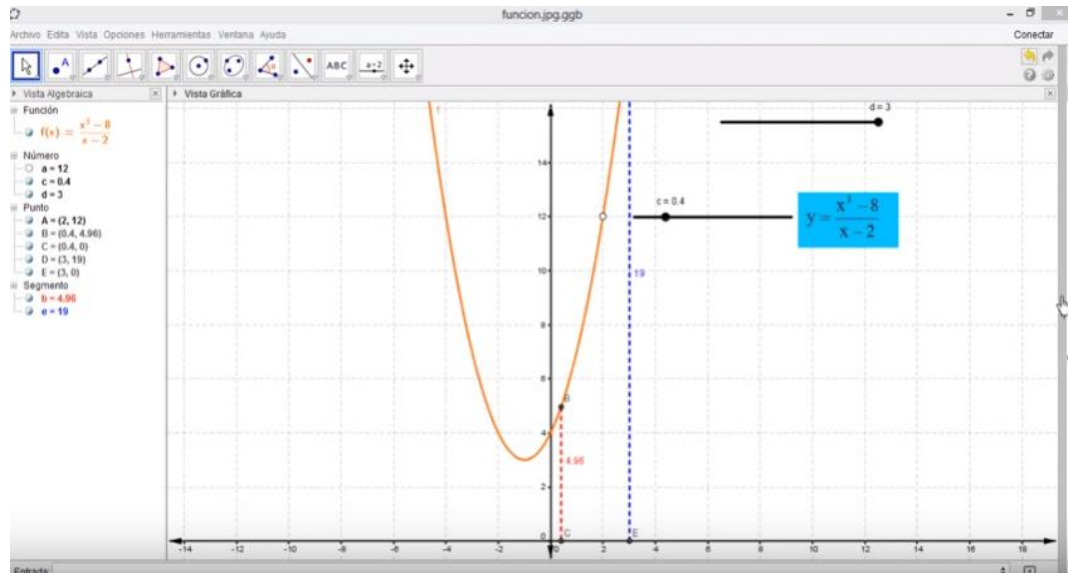 funcion.jpg.ggb
Archivo Edita Vista Opciones Herramientas Ventana Ayuda
Conectar
A
ABC
a=2
Vista Algebraica
Vista Gráfica
Función
f(x) = (x³ − 8)/(x − 2)
Número
a = 12
c = 0.4
d = 3
Punto
A = (2, 12)
B = (0.4, 4.96)
C = (0.4, 0)
D = (3, 19)
E = (3, 0)
Segmento
b = 4.96
e = 19
f
d = 3
c = 0.4
y = (x³ − 8)/(x − 2)
14
12
10
8
6
4
2
0
19
B
4.96
C
E
-14 -12 -10 -8 -6 -4 -2 0 2 4 6 8 10 12 14 16 18
Entrada: